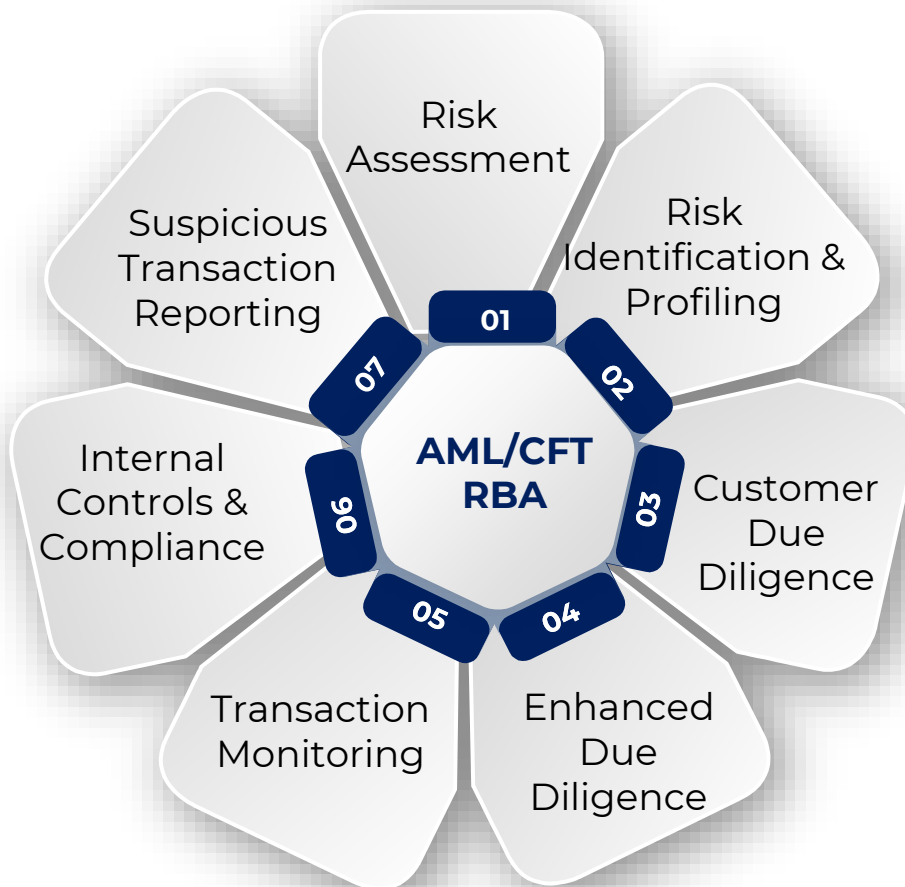 Risk
Assessment
01
Risk
Identification &
Profiling
02
Customer
Due
Diligence
03
Enhanced
Due
Diligence
04
Transaction
Monitoring
05
Internal
Controls &
Compliance
06
Suspicious
Transaction
Reporting
07
AML/CFT
RBA